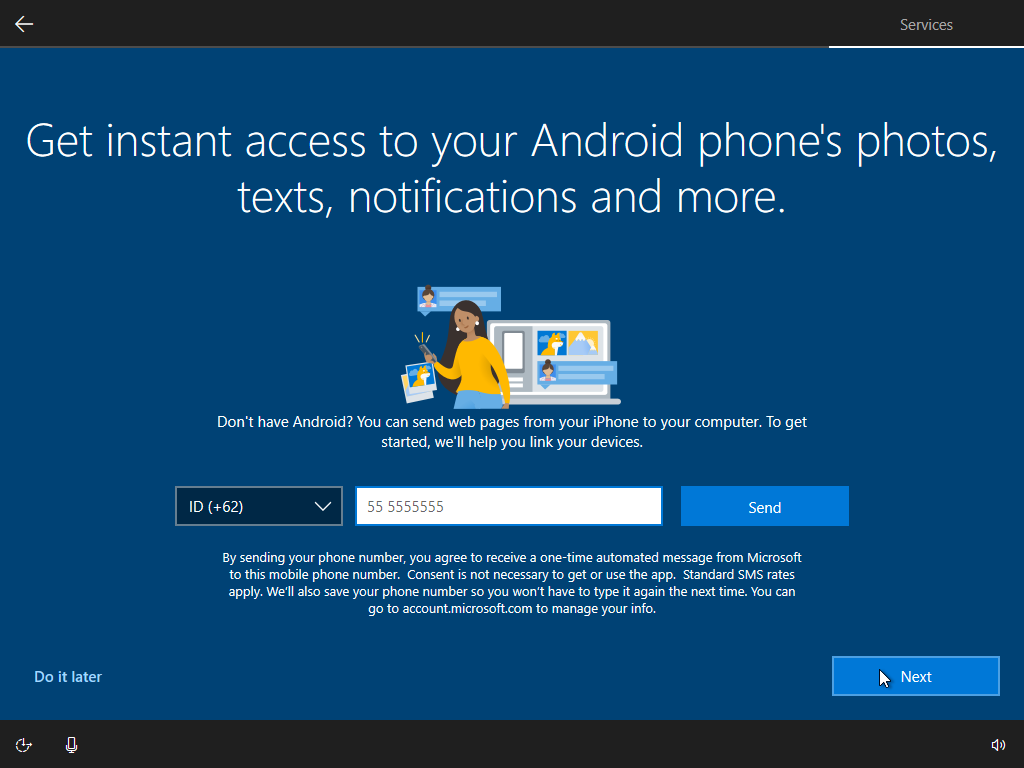 Services
Get instant access to your Android phone's photos,
texts, notifications and more.
Don't have Android? You can send web pages from your iPhone to your computer. To get
started, we'll help you link your devices.
ID (+62)
55 5555555
Send
By sending your phone number, you agree to receive a one-time automated message from Microsoft
to this mobile phone number.  Consent is not necessary to get or use the app.  Standard SMS rates
apply. We'll also save your phone number so you won't have to type it again the next time. You can
go to account.microsoft.com to manage your info.
Do it later
Next